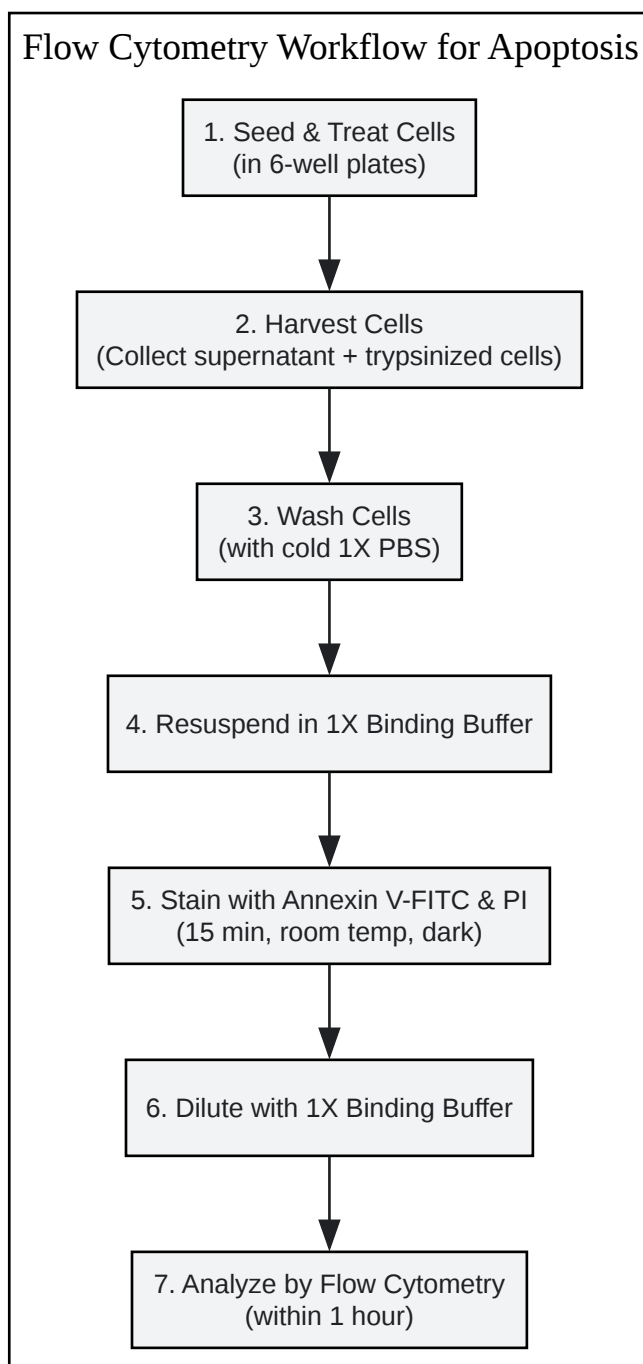 Flow Cytometry Workflow for Apoptosis
1. Seed & Treat Cells
(in 6-well plates)
2. Harvest Cells
(Collect supernatant + trypsinized cells)
3. Wash Cells
(with cold 1X PBS)
4. Resuspend in 1X Binding Buffer
5. Stain with Annexin V-FITC & PI
(15 min, room temp, dark)
6. Dilute with 1X Binding Buffer
7. Analyze by Flow Cytometry
(within 1 hour)